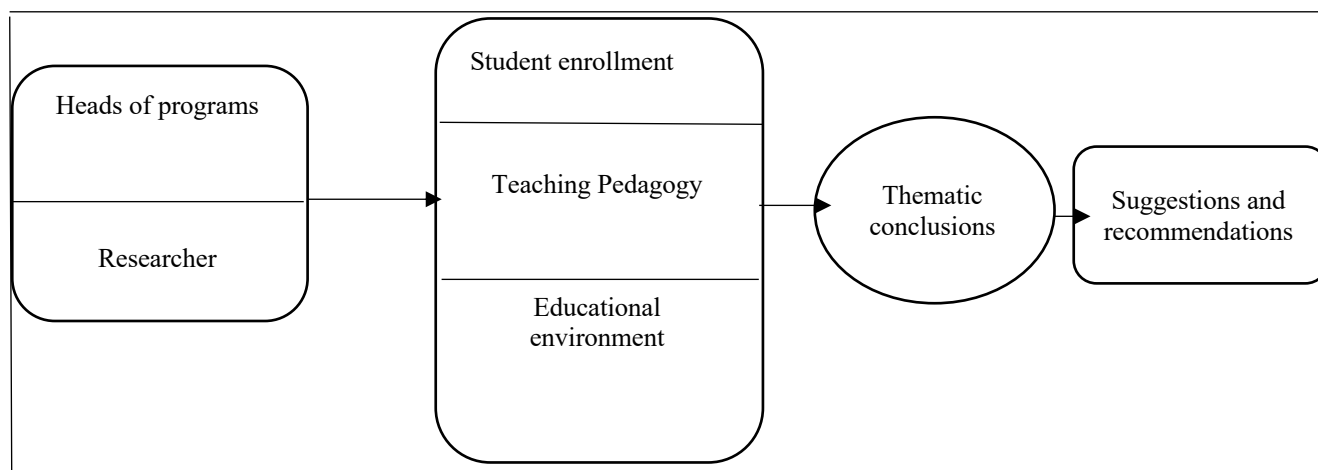 Heads of programs
Researcher
Student enrollment
Teaching Pedagogy
Educational
environment
Thematic
conclusions
Suggestions and
recommendations